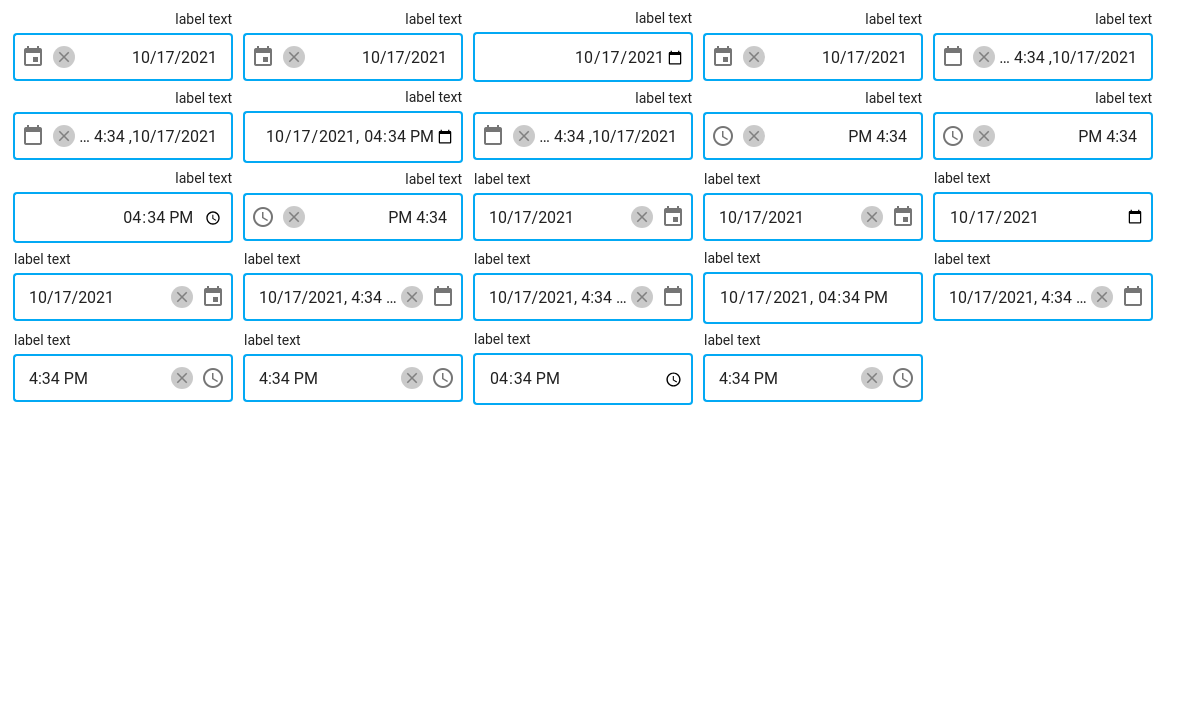 label text label text label text label text label text
10/17/2021 10/17/2021 10/17/2021 10/17/2021 ... 4:34 ,10/17/2021
label text label text label text label text label text
... 4:34 ,10/17/2021 10/17/2021, 04:34 PM ... 4:34 ,10/17/2021 PM 4:34 PM 4:34
label text label text label text label text label text
04:34 PM PM 4:34 10/17/2021 10/17/2021 10/17/2021
label text label text label text label text label text
10/17/2021 10/17/2021, 4:34 ... 10/17/2021, 4:34 ... 10/17/2021, 04:34 PM 10/17/2021, 4:34 ...
label text label text label text label text
4:34 PM 4:34 PM 04:34 PM 4:34 PM